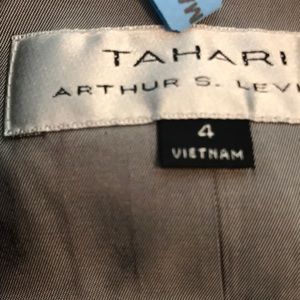 TAHARI
ARTHUR S. LEV
4
VIETNAM